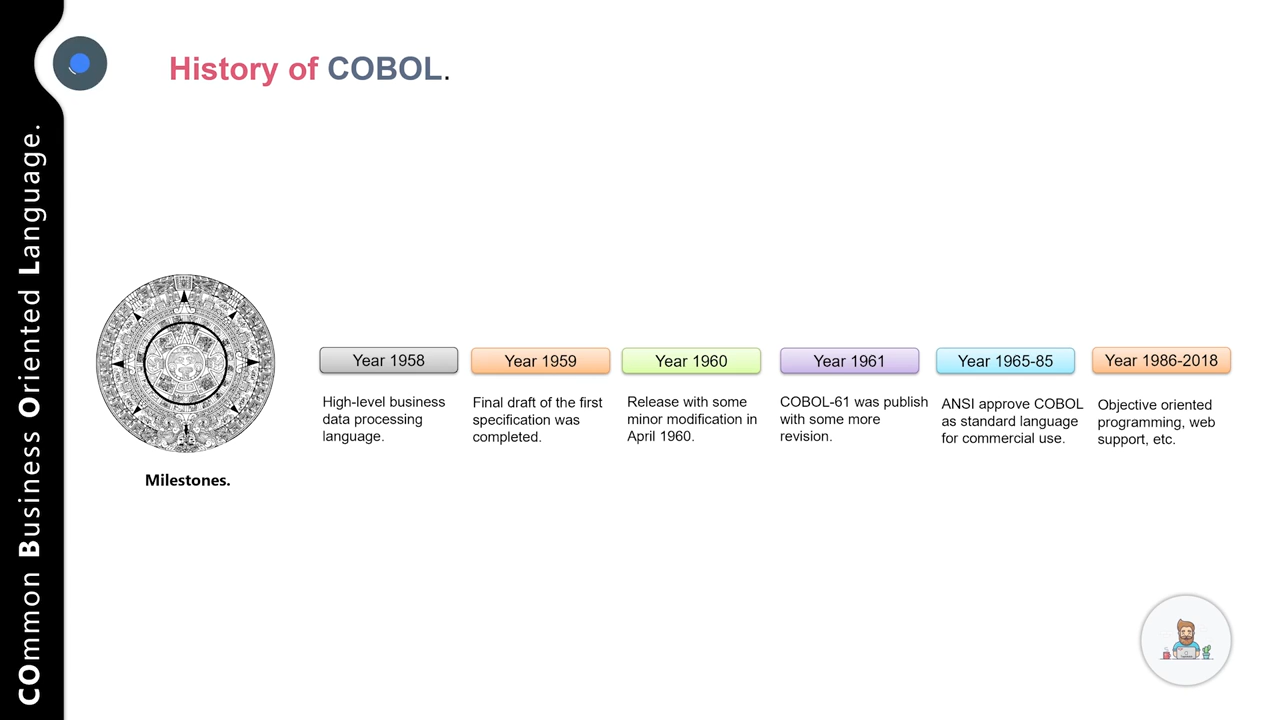 COmmon Business Oriented Language.
History of COBOL.
Milestones.
Year 1958
High-level business
data processing
language.
Year 1959
Final draft of the first
specification was
completed.
Year 1960
Release with some
minor modification in
April 1960.
Year 1961
COBOL-61 was publish
with some more
revision.
Year 1965-85
ANSI approve COBOL
as standard language
for commercial use.
Year 1986-2018
Objective oriented
programming, web
support, etc.